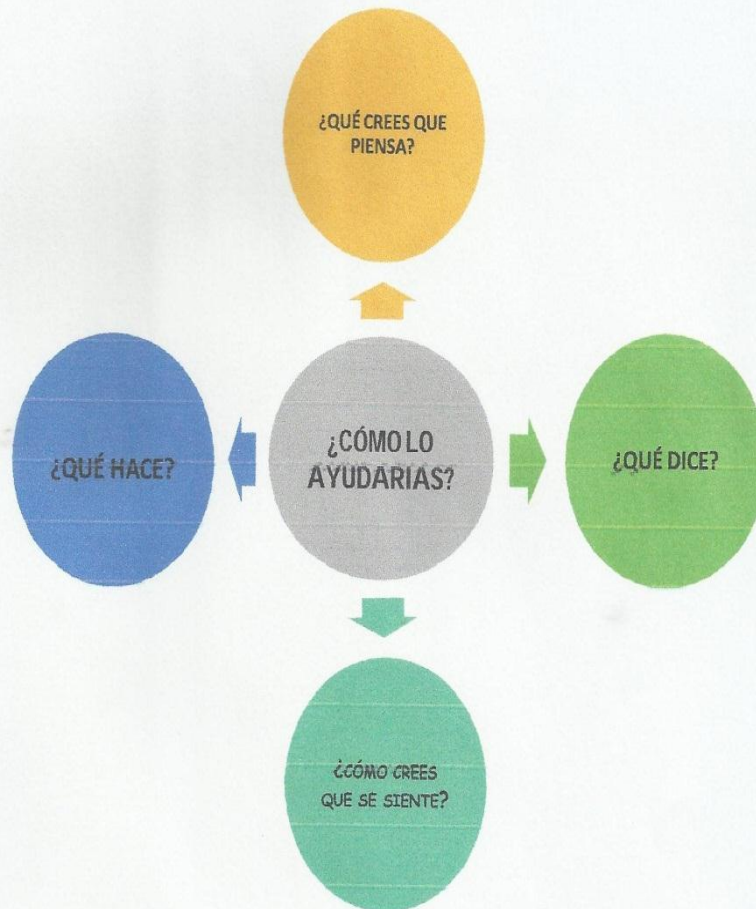 ¿QUÉ CREES QUE
PIENSA?
¿QUÉ HACE?
¿CÓMO LO
AYUDARIAS?
¿QUÉ DICE?
¿CÓMO CREES
QUE SE SIENTE?